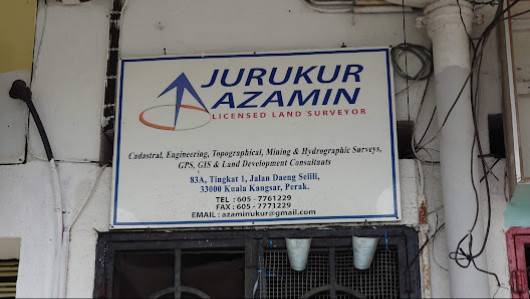 JURUKUR
AZAMIN
LICENSED LAND SURVEYOR
Cadastral, Engineering, Topographical, Mining & Hydrographic Surveys,
GPS, GIS & Land Development Consultants
83A, Tingkat 1, Jalan Daeng Selili,
33000 Kuala Kangsar, Perak.
TEL : 605 - 7761229
FAX : 605 - 7771229
EMAIL : azaminukur@gmail.com